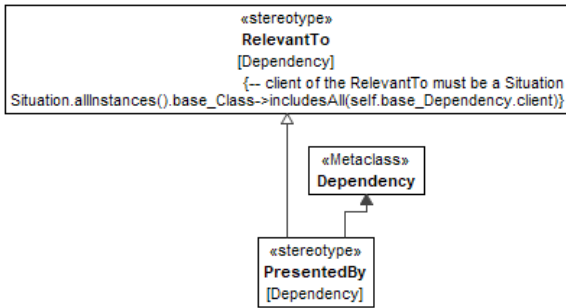 «stereotype»
RelevantTo
[Dependency]
{-- client of the RelevantTo must be a Situation
Situation.allInstances().base_Class->includesAll(self.base_Dependency.client)}
«Metaclass»
Dependency
«stereotype»
PresentedBy
[Dependency]